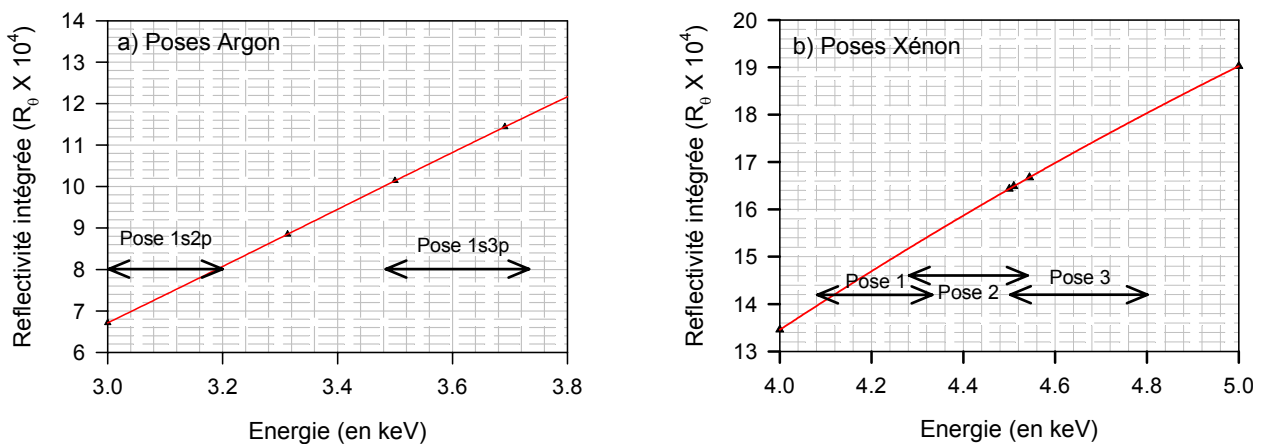 a) Poses Argon
Reflectivité intégrée (R_θ X 10⁴)
14
13
12
11
10
9
8
7
6
Pose 1s2p
Pose 1s3p
3.0 3.2 3.4 3.6 3.8
Energie (en keV)
b) Poses Xénon
Reflectivité intégrée (R_θ X 10⁴)
20
19
18
17
16
15
14
13
Pose 1
Pose 2
Pose 3
4.0 4.2 4.4 4.6 4.8 5.0
Energie (en keV)